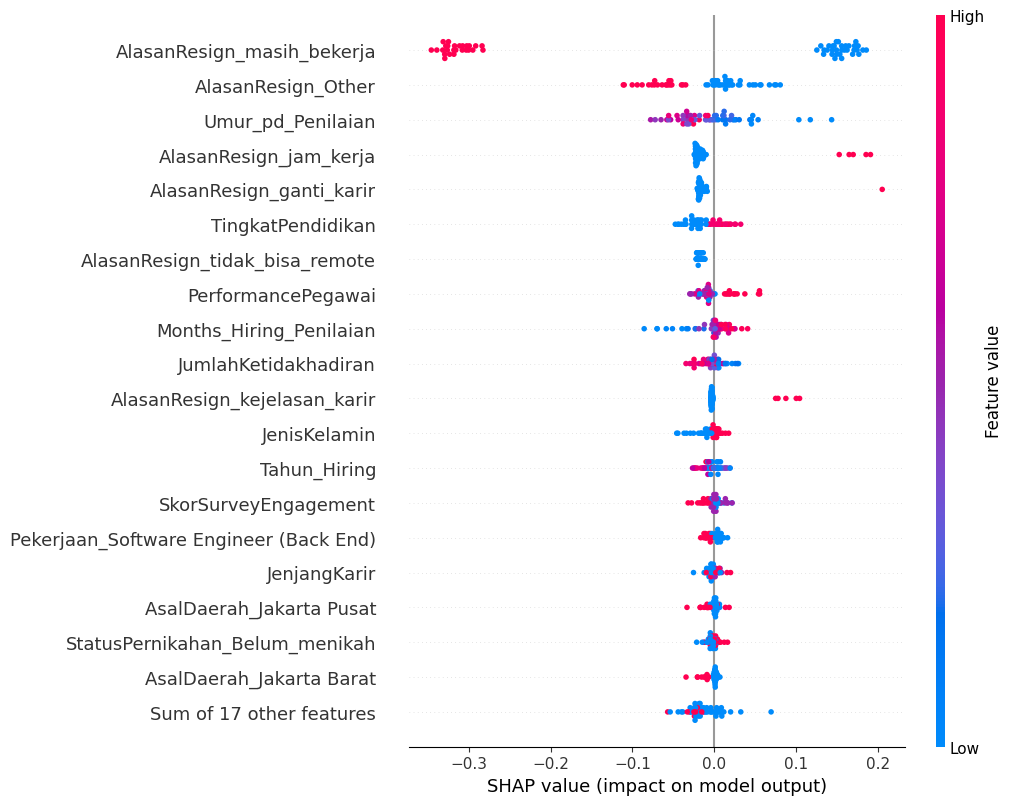 High
AlasanResign_masih_bekerja
AlasanResign_Other
Umur_pd_Penilaian
AlasanResign_jam_kerja
AlasanResign_ganti_karir
TingkatPendidikan
AlasanResign_tidak_bisa_remote
PerformancePegawai
Months_Hiring_Penilaian
JumlahKetidakhadiran
AlasanResign_kejelasan_karir
JenisKelamin
Tahun_Hiring
SkorSurveyEngagement
Pekerjaan_Software Engineer (Back End)
JenjangKarir
AsalDaerah_Jakarta Pusat
StatusPernikahan_Belum_menikah
AsalDaerah_Jakarta Barat
Sum of 17 other features
Feature value
Low
−0.3 −0.2 −0.1 0.0 0.1 0.2
SHAP value (impact on model output)